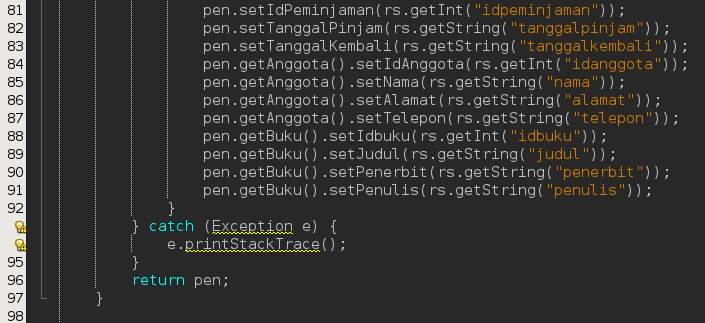 81 pen.setIdPeminjaman(rs.getInt("idpeminjaman"));
82 pen.setTanggalPinjam(rs.getString("tanggalpinjam"));
83 pen.setTanggalKembali(rs.getString("tanggalkembali"));
84 pen.getAnggota().setIdAnggota(rs.getInt("idanggota"));
85 pen.getAnggota().setNama(rs.getString("nama"));
86 pen.getAnggota().setAlamat(rs.getString("alamat"));
87 pen.getAnggota().setTelepon(rs.getString("telepon"));
88 pen.getBuku().setIdbuku(rs.getInt("idbuku"));
89 pen.getBuku().setJudul(rs.getString("judul"));
90 pen.getBuku().setPenerbit(rs.getString("penerbit"));
91 pen.getBuku().setPenulis(rs.getString("penulis"));
92 }
} catch (Exception e) {
e.printStackTrace();
95 }
96 return pen;
97 }
98